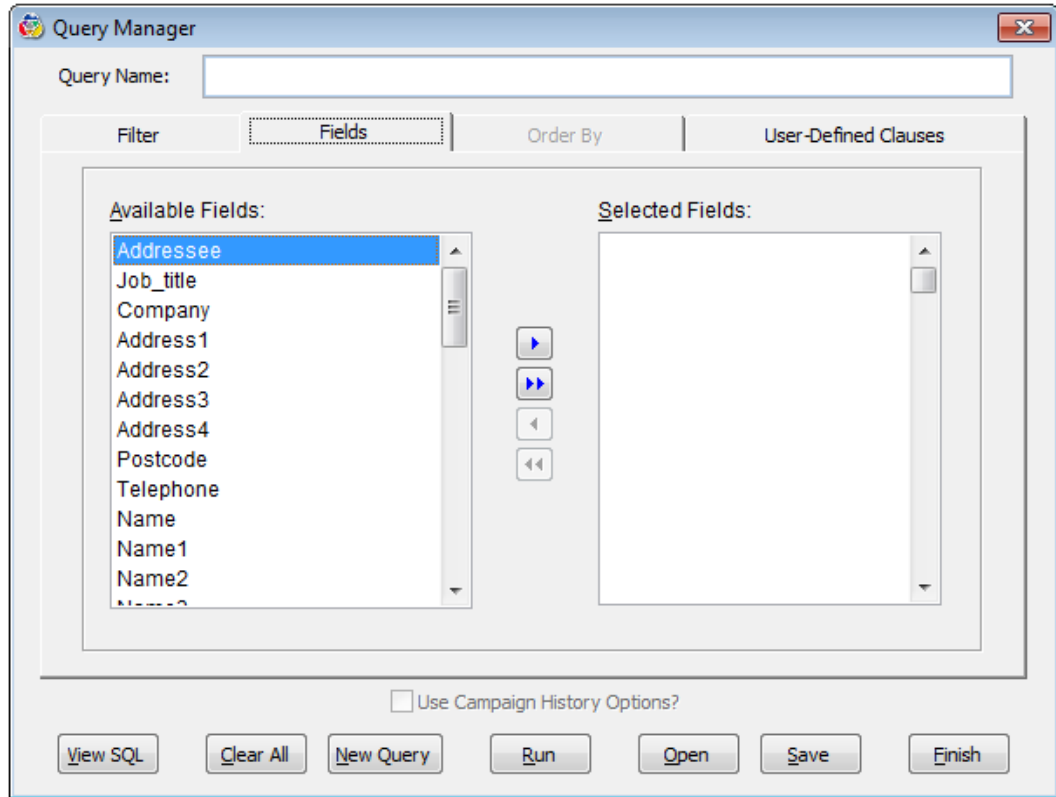 Query Manager
Query Name:
Filter Fields Order By User-Defined Clauses
Available Fields: Selected Fields:
Addressee
Job_title
Company
Address1
Address2
Address3
Address4
Postcode
Telephone
Name
Name1
Name2
Use Campaign History Options?
View SQL Clear All New Query Run Open Save Finish